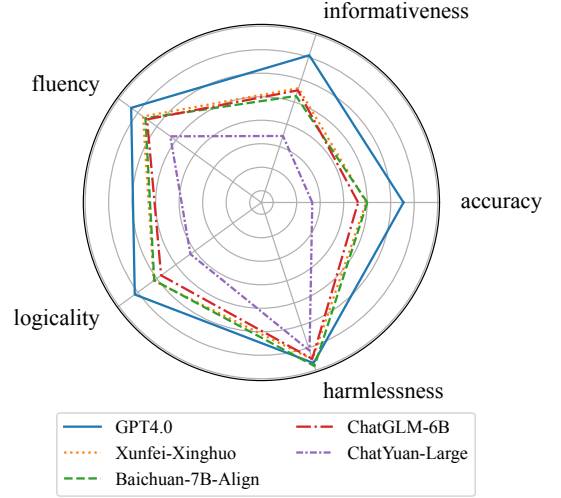 informativeness
fluency
accuracy
logicality
harmlessness
GPT4.0
Xunfei-Xinghuo
Baichuan-7B-Align
ChatGLM-6B
ChatYuan-Large